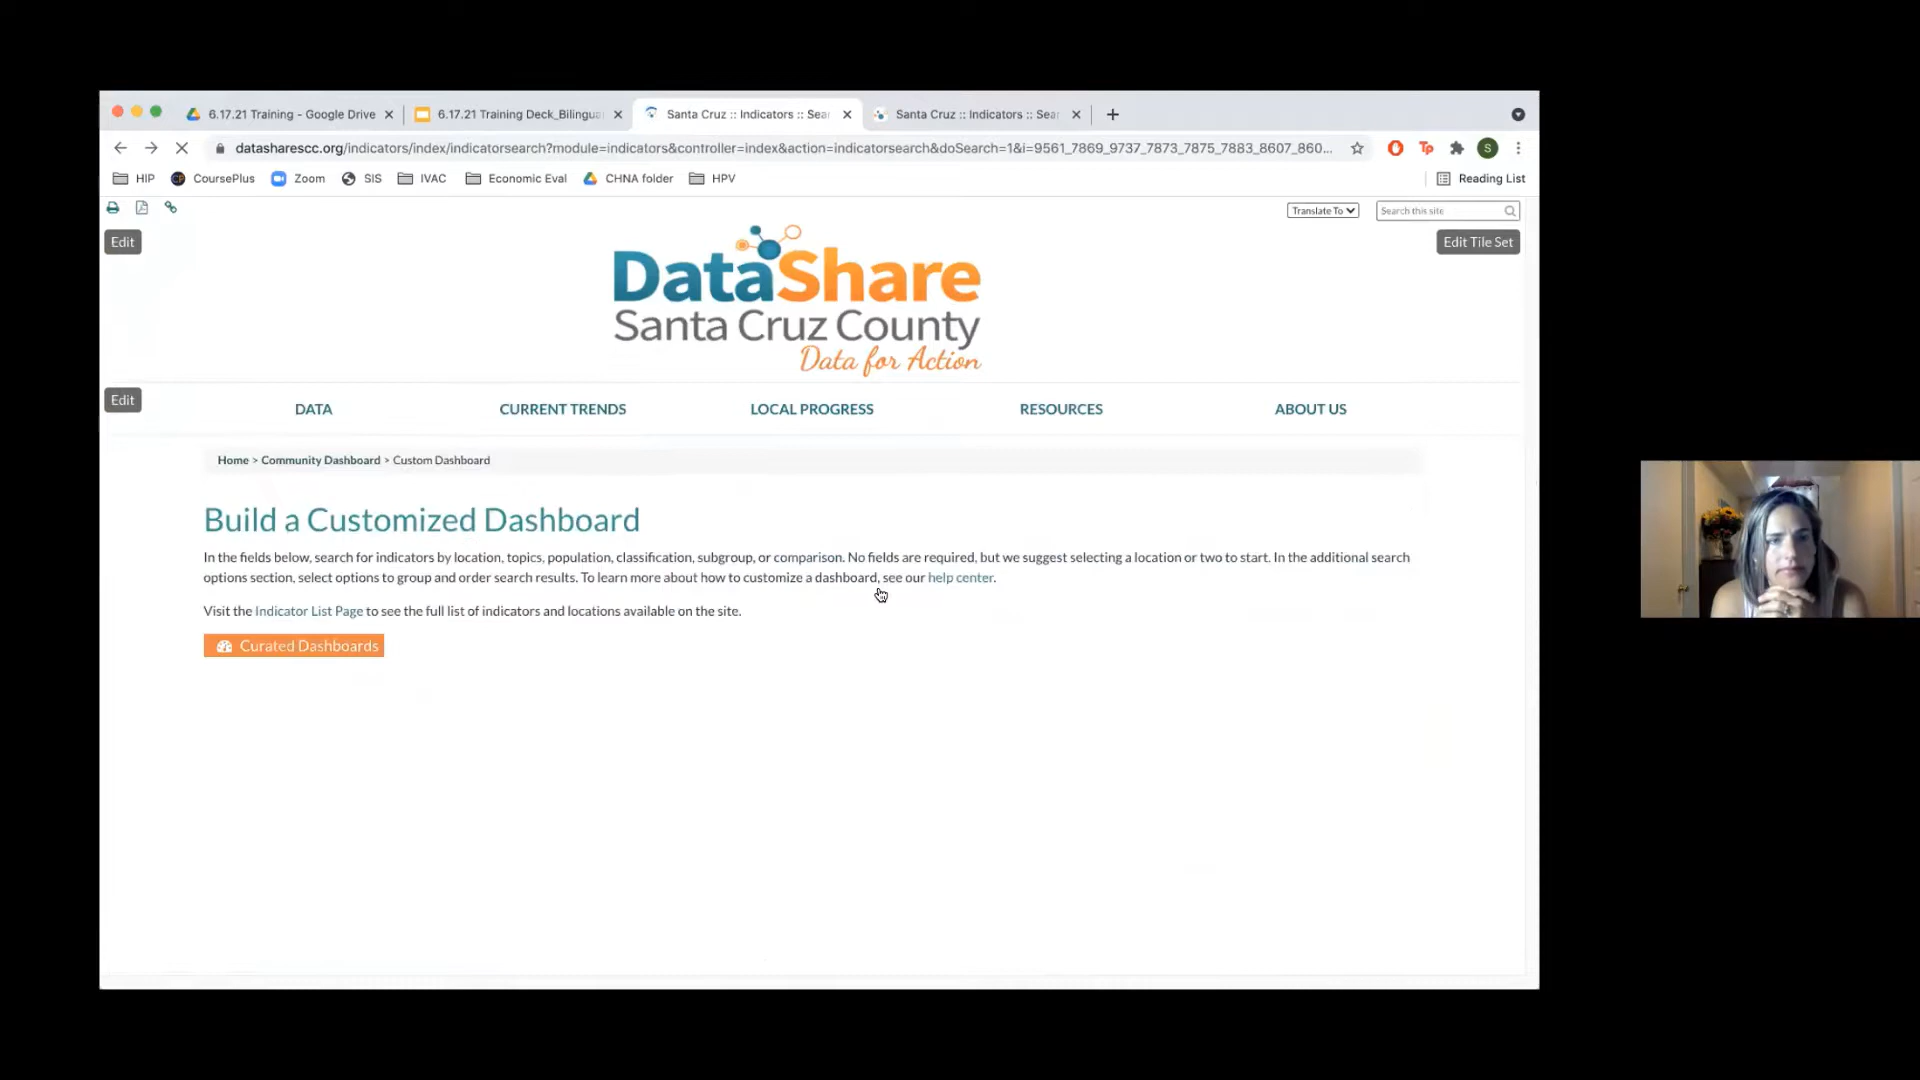 6.17.21 Training - Google Drive
6.17.21 Training Deck_Bilingua
Santa Cruz :: Indicators :: Sea
Santa Cruz :: Indicators :: Sea
datasharescc.org/indicators/index/indicatorsearch?module=indicators&controller=index&action=indicatorsearch&doSearch=1&i=9561_7869_9737_7873_7875_7883_8607_860...
Tp
S
HIP
CP CoursePlus
Zoom
SIS
IVAC
Economic Eval
CHNA folder
HPV
Reading List
Translate To
Search this site
Edit
Edit Tile Set
DataShare
Santa Cruz County
Data for Action
Edit
DATA
CURRENT TRENDS
LOCAL PROGRESS
RESOURCES
ABOUT US
Home > Community Dashboard > Custom Dashboard
Build a Customized Dashboard
In the fields below, search for indicators by location, topics, population, classification, subgroup, or comparison. No fields are required, but we suggest selecting a location or two to start. In the additional search
options section, select options to group and order search results. To learn more about how to customize a dashboard, see our help center.
Visit the Indicator List Page to see the full list of indicators and locations available on the site.
Curated Dashboards